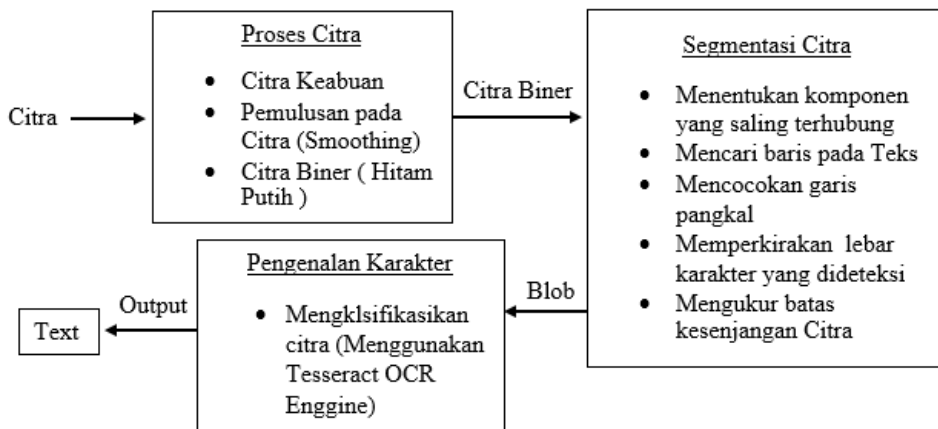 Citra
Proses Citra
• Citra Keabuan
• Pemulusan pada
Citra (Smoothing)
• Citra Biner ( Hitam
Putih )
Citra Biner
Segmentasi Citra
• Menentukan komponen
yang saling terhubung
• Mencari baris pada Teks
• Mencocokan garis
pangkal
• Memperkirakan lebar
karakter yang dideteksi
• Mengukur batas
kesenjangan Citra
Blob
Pengenalan Karakter
• Mengklsifikasikan
citra (Menggunakan
Tesseract OCR
Enggine)
Output
Text